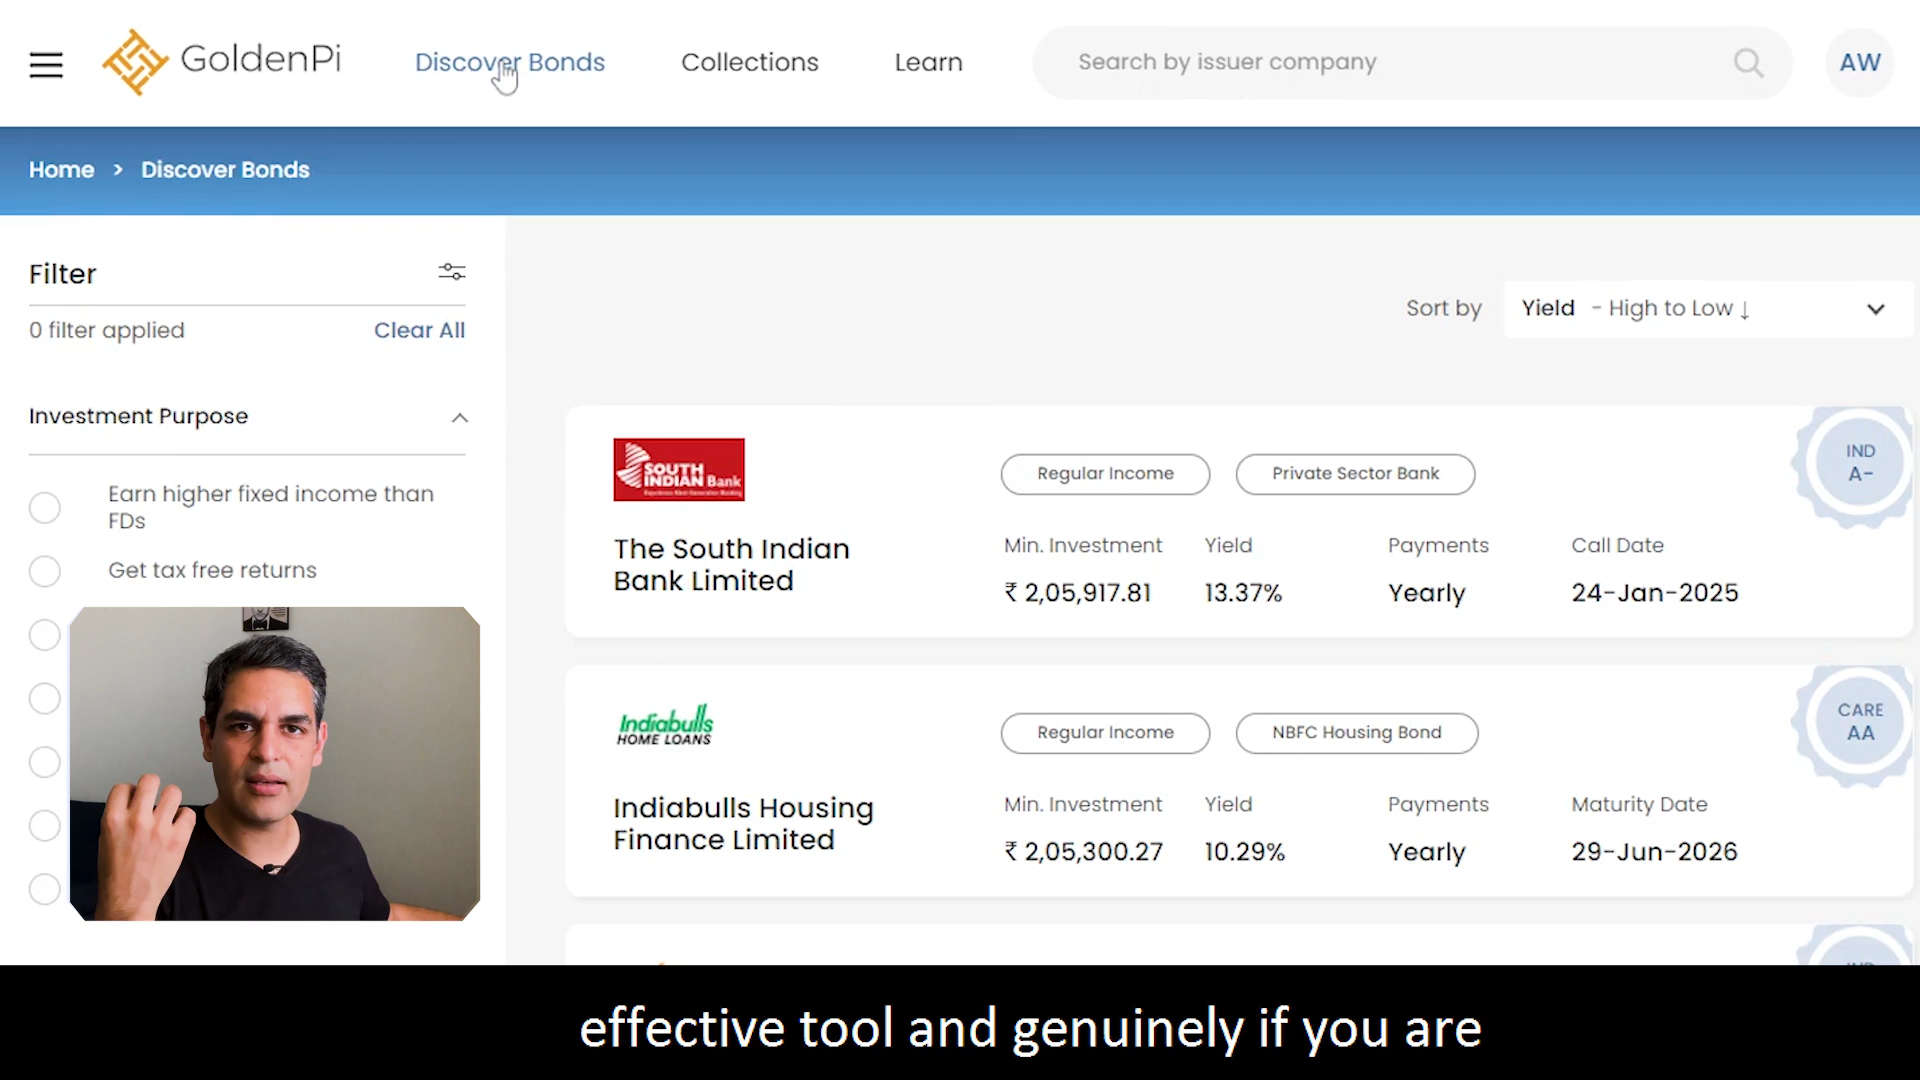 GoldenPi
Discover Bonds
Collections
Learn
Search by issuer company
AW
Home > Discover Bonds
Filter
0 filter applied
Clear All
Investment Purpose
Earn higher fixed income than
FDs
Get tax free returns
Sort by
Yield - High to Low ↓
SOUTH
INDIAN Bank
Regular Income
Private Sector Bank
IND
A-
The South Indian
Bank Limited
Min. Investment
Yield
Payments
Call Date
₹ 2,05,917.81
13.37%
Yearly
24-Jan-2025
Indiabulls
HOME LOANS
Regular Income
NBFC Housing Bond
CARE
AA
Indiabulls Housing
Finance Limited
Min. Investment
Yield
Payments
Maturity Date
₹ 2,05,300.27
10.29%
Yearly
29-Jun-2026
effective tool and genuinely if you are